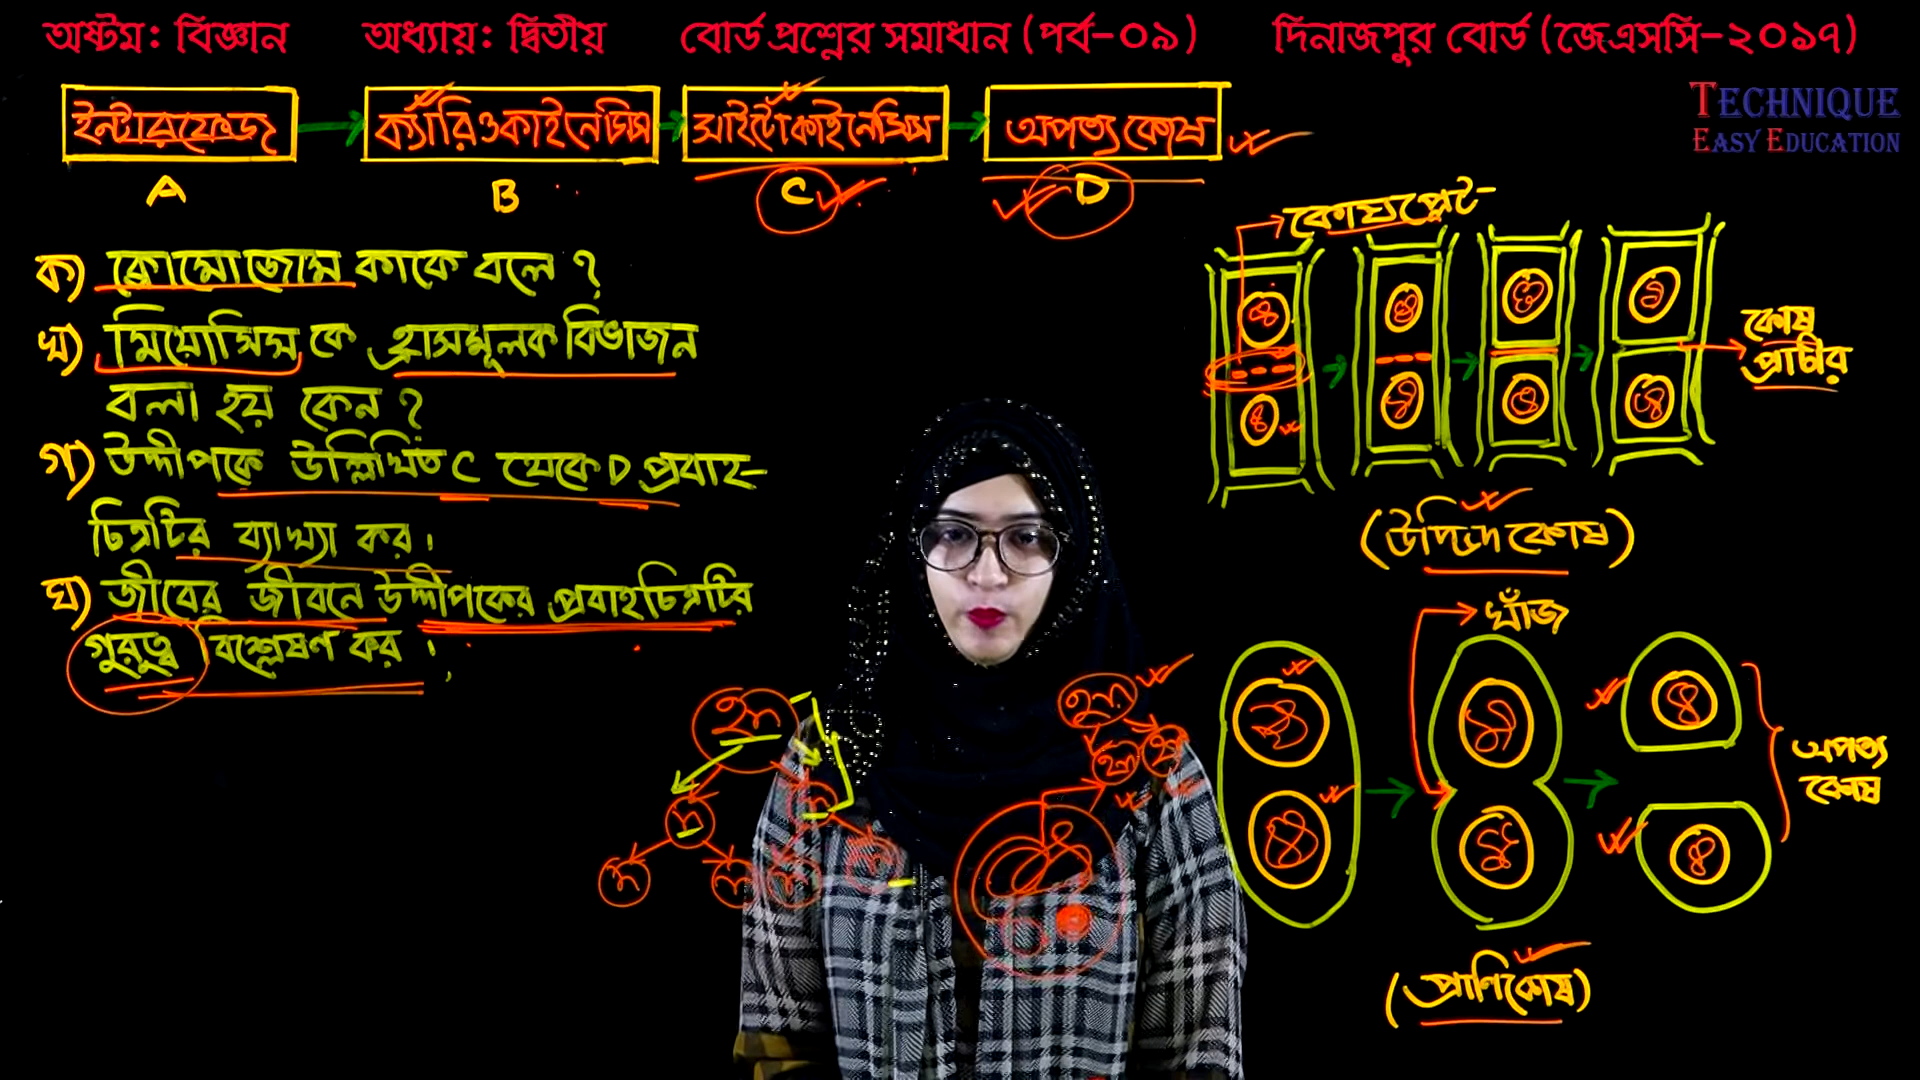 অষ্টম: বিজ্ঞান অধ্যায়: দ্বিতীয় বোর্ড প্রশ্নের সমাধান (পর্ব-০৯) দিনাজপুর বোর্ড (জেএসসি-২০১৭)
TECHNIQUE
EASY EDUCATION
ইন্টারফেজ ক্যারিওকাইনেসিস সাইটোকাইনেসিস অপত্য কোষ
A B C D
ক) ক্রোমোজোম কাকে বলে ?
খ) মিয়োসিস কে হ্রাসমূলক বিভাজন
বলা হয় কেন ?
গ) উদ্দীপকে উল্লিখিত C থেকে D প্রবাহ-
চিত্রটির ব্যাখ্যা কর।
ঘ) জীবের জীবনে উদ্দীপকের প্রবাহচিত্রটির
গুরুত্ব বিশ্লেষণ কর।
কোষপ্লেট
কোষ
প্রাচীর
(উদ্ভিদ কোষ)
খাঁজ
অপত্য
কোষ
(প্রাণিকোষ)
2n
n
n
n
n